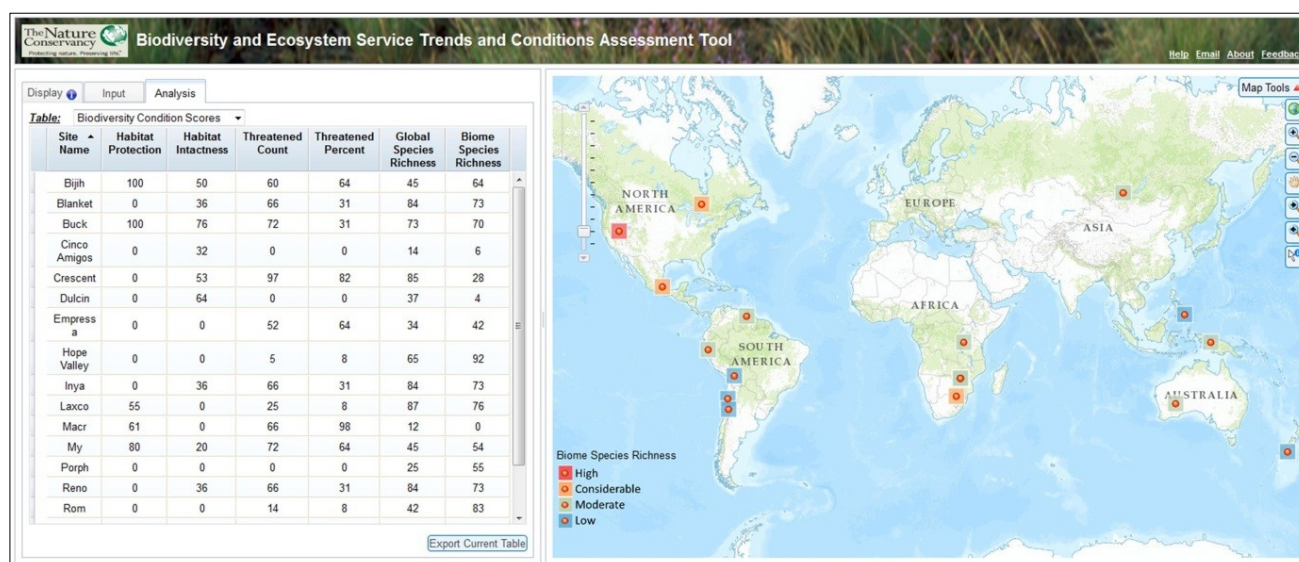 The Nature Conservancy
Protecting nature. Preserving life.
Biodiversity and Ecosystem Service Trends and Conditions Assessment Tool
Help Email About Feedbac
Display Input Analysis
Table: Biodiversity Condition Scores
Site Name Habitat Protection Habitat Intactness Threatened Count Threatened Percent Global Species Richness Biome Species Richness
Bijih 100 50 60 64 45 64
Blanket 0 36 66 31 84 73
Buck 100 76 72 31 73 70
Cinco Amigos 0 32 0 0 14 6
Crescent 0 53 97 82 85 28
Dulcin 0 64 0 0 37 4
Empressa 0 0 52 64 34 42
Hope Valley 0 0 5 8 65 92
Inya 0 36 66 31 84 73
Laxco 55 0 25 8 87 76
Macr 61 0 66 98 12 0
My 80 20 72 64 45 54
Porph 0 0 0 0 25 55
Reno 0 36 66 31 84 73
Rom 0 0 14 8 42 83
Export Current Table
Map Tools
NORTH AMERICA
EUROPE
ASIA
AFRICA
SOUTH AMERICA
AUSTRALIA
Biome Species Richness
High
Considerable
Moderate
Low